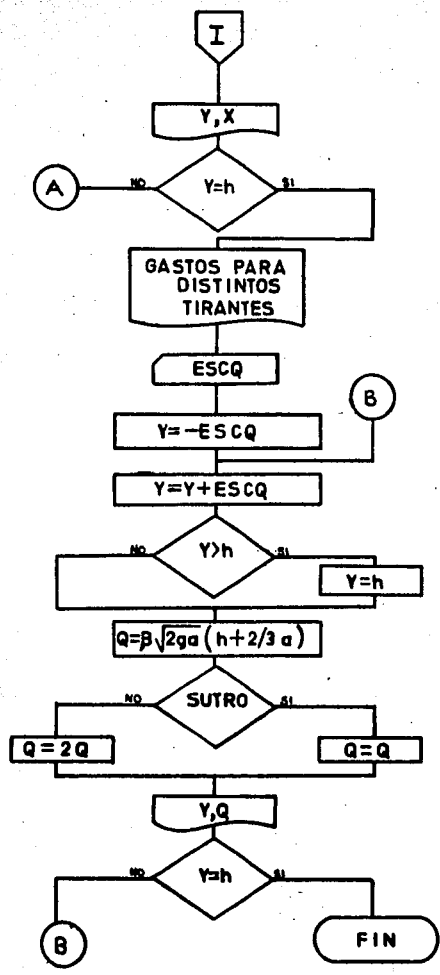 I
Y,X
A
NO
Y=h
SI
GASTOS PARA
DISTINTOS
TIRANTES
ESCQ
B
Y=-ESCQ
Y=Y+ESCQ
NO
Y>h
SI
Y=h
Q=β√2ga (h+2/3 a)
NO
SUTRO
SI
Q=2Q
Q=Q
Y,Q
NO
Y=h
SI
B
FIN